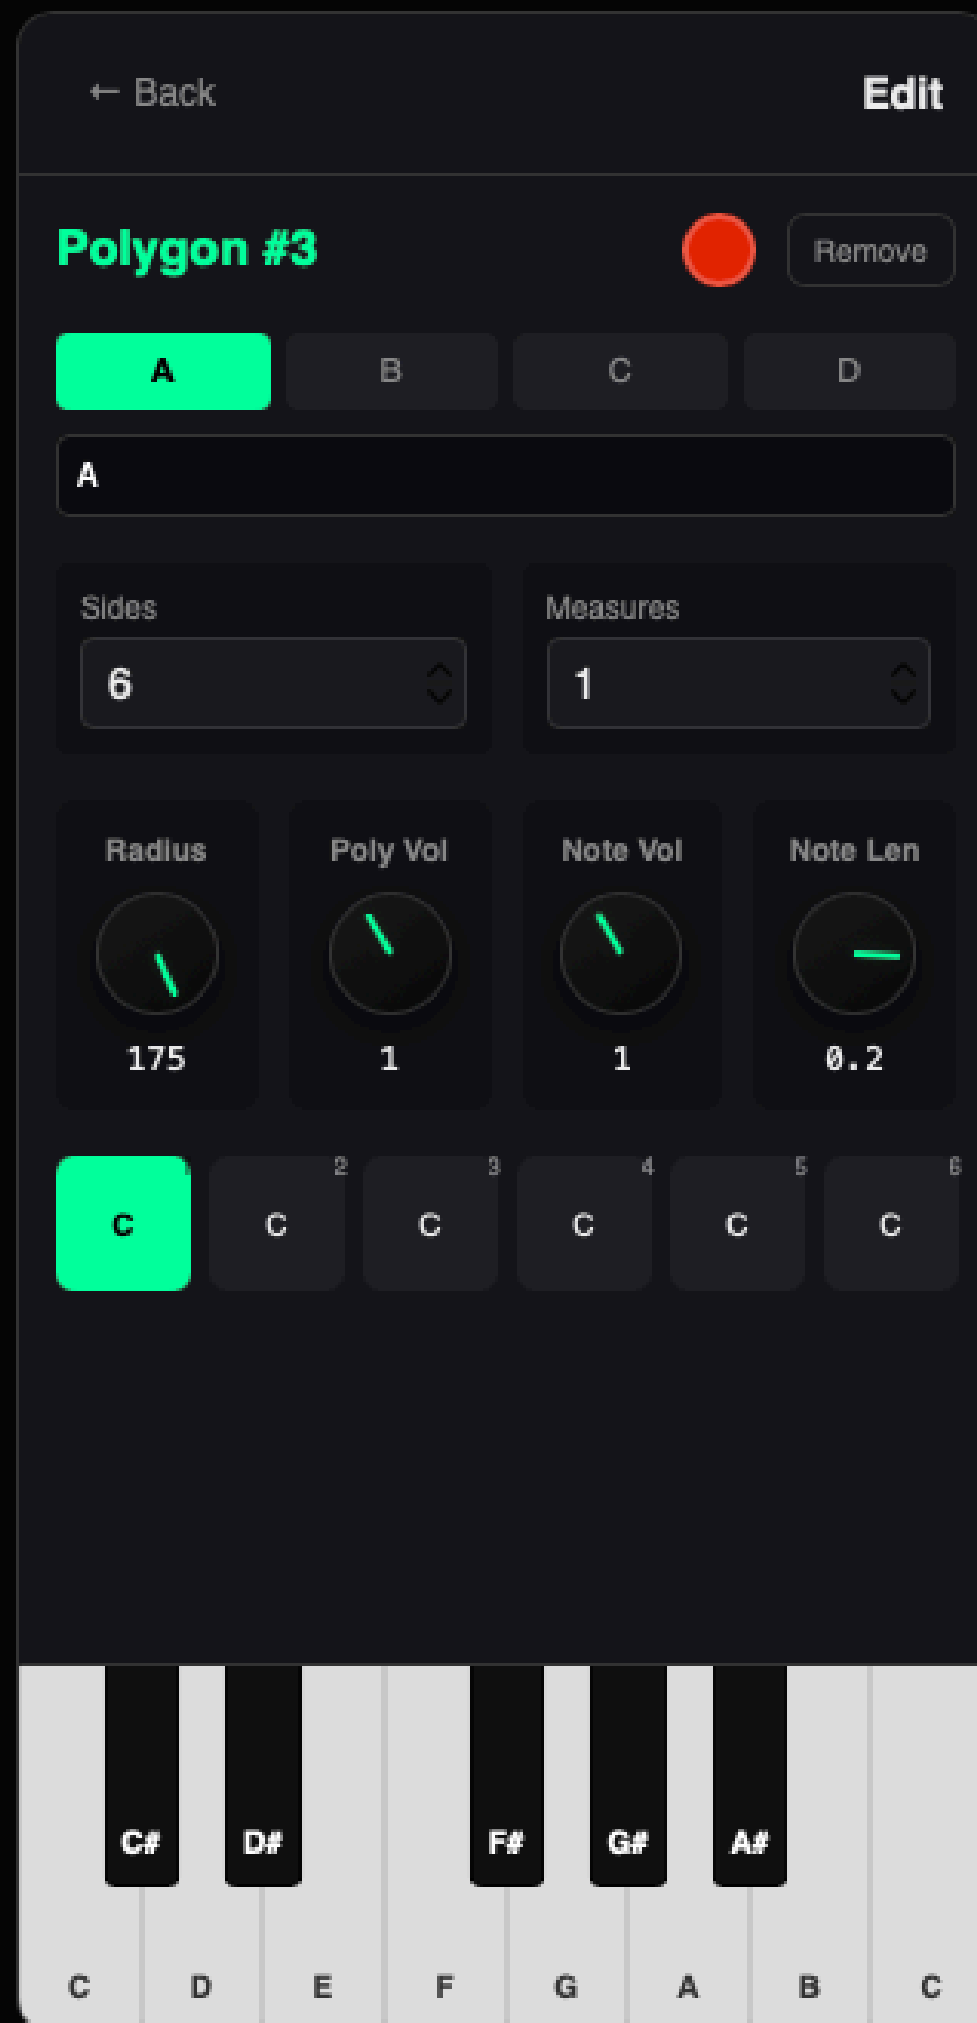 ← Back Edit
Polygon #3 Remove
A B C D
A
Sides Measures
6 1
Radius Poly Vol Note Vol Note Len
175 1 1 0.2
2 3 4 5 6
C C C C C C
C# D# F# G# A#
C D E F G A B C